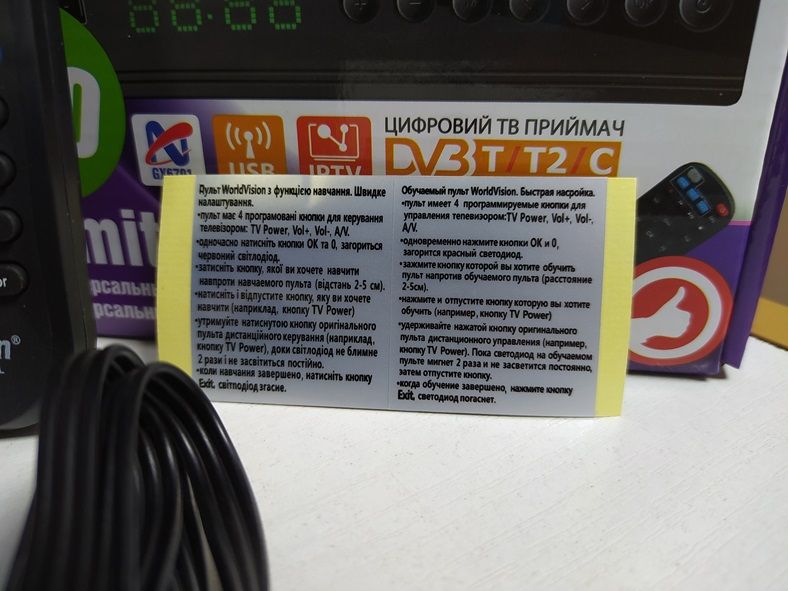 88:88
GX6701
USB
IPTV
ЦИФРОВИЙ ТВ ПРИЙМАЧ
DVB T/T2/C
Пульт WorldVision з функцією навчання. Швидке
налаштування.
•пульт має 4 програмовані кнопки для керування
телевізором: TV Power, Vol+, Vol-, A/V.
•одночасно натисніть кнопки ОК та 0, загориться
червоний світлодіод.
•затисніть кнопку, якої ви хочете навчити
навпроти навчаемого пульта (відстань 2-5 см).
•натисніть і відпустите кнопку, яку ви хочете
навчити (наприклад, кнопку TV Power)
•утримуйте натиснутою кнопку оригінального
пульта дистанційного керування (наприклад,
кнопку TV Power), доки світлодіод не блимне
2 рази і не засвітиться постійно.
•коли навчання завершено, натисніть кнопку
Exit, світподіод згасне.
Обучаемый пульт WorldVision. Быстрая насройка.
•пульт имеет 4 программируемые кнопки для
управления телевизором:TV Power, Vol+, Vol-,
A/V.
•одновременно нажмите кнопки ОК и 0,
загорится красный светодиод.
•зажмите кнопку которой вы хотите обучить
пульт напротив обучаемого пульта (расстояние
2-5см).
•нажмите и отпустите кнопку которую вы хотите
обучить (например, кнопку TV Power)
•удерживайте нажатой кнопку оригинального
пульта дистанционного управления (например,
кнопку TV Power). Пока светодиод на обучаемом
пульте мигнет 2 раза и не засветится постоянно,
затем отпустите кнопку.
•когда обучение завершено, нажмите кнопку
Exit, светодиод погаснет.